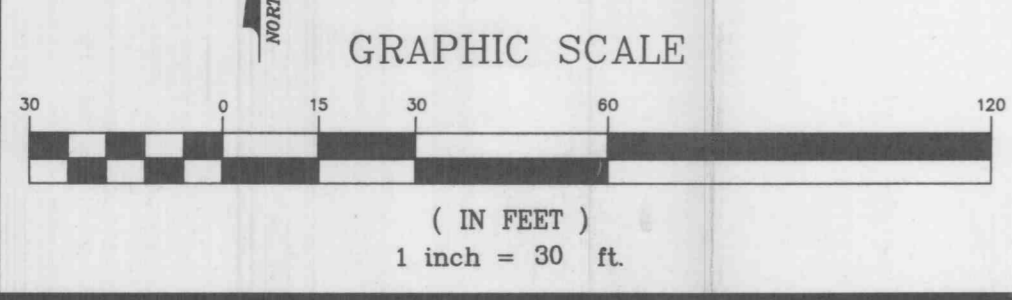 GRAPHIC SCALE
30 0 15 30 60 120
( IN FEET )
1 inch = 30 ft.